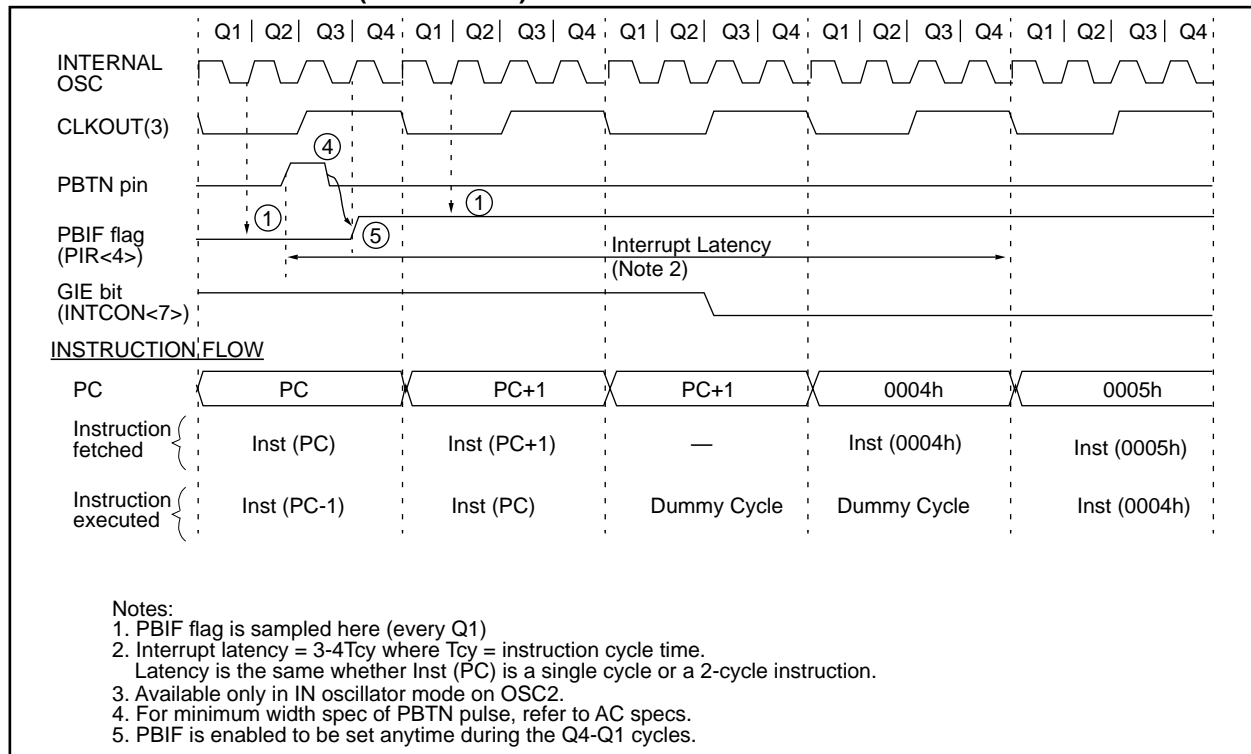 Q1 | Q2 | Q3 | Q4 Q1 | Q2 | Q3 | Q4 Q1 | Q2 | Q3 | Q4 Q1 | Q2 | Q3 | Q4 Q1 | Q2 | Q3 | Q4
INTERNAL
OSC
CLKOUT(3)
4
PBTN pin
1
1
5
PBIF flag
(PIR<4>)
Interrupt Latency
(Note 2)
GIE bit
(INTCON<7>)
INSTRUCTION FLOW
PC PC PC+1 PC+1 0004h 0005h
Instruction
fetched
Inst (PC) Inst (PC+1) — Inst (0004h) Inst (0005h)
Instruction
executed
Inst (PC-1) Inst (PC) Dummy Cycle Dummy Cycle Inst (0004h)
Notes:
1. PBIF flag is sampled here (every Q1)
2. Interrupt latency = 3-4Tcy where Tcy = instruction cycle time.
Latency is the same whether Inst (PC) is a single cycle or a 2-cycle instruction.
3. Available only in IN oscillator mode on OSC2.
4. For minimum width spec of PBTN pulse, refer to AC specs.
5. PBIF is enabled to be set anytime during the Q4-Q1 cycles.